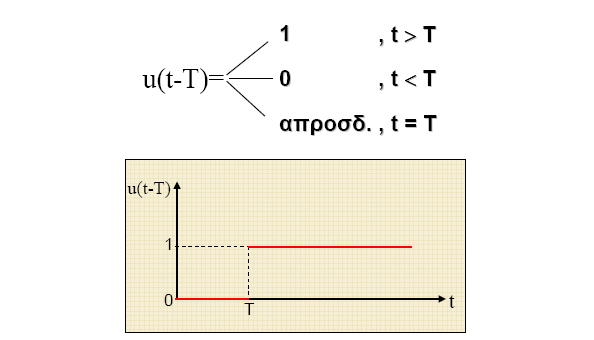 1 , t > T
u(t-T)= 0 , t < T
απροσδ. , t = T
u(t-T)
1
0
T
t